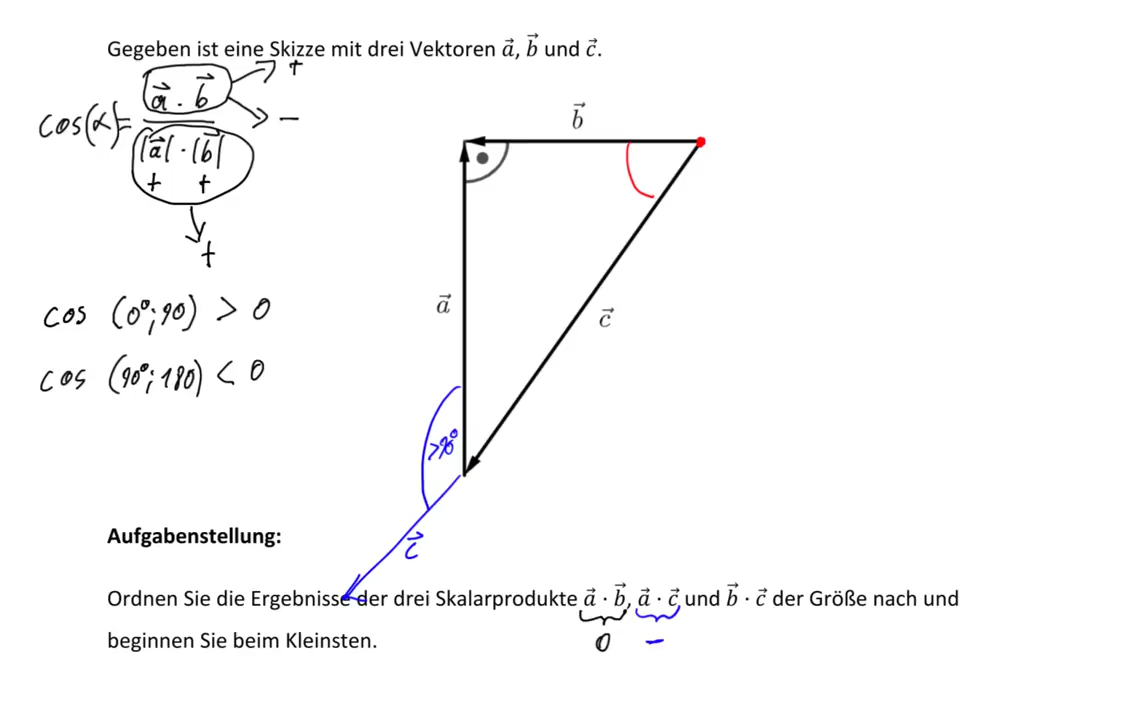 Gegeben ist eine Skizze mit drei Vektoren a⃗, b⃗ und c⃗.
cos(α)= a⃗ · b⃗ + −
|a⃗| · |b⃗|
+ +
+
cos (0°; 90) > 0
cos (90°; 180) < 0
b⃗
a⃗
c⃗
>90°
c⃗
Aufgabenstellung:
Ordnen Sie die Ergebnisse der drei Skalarprodukte a⃗ · b⃗, a⃗ · c⃗ und b⃗ · c⃗ der Größe nach und
beginnen Sie beim Kleinsten.
0 −